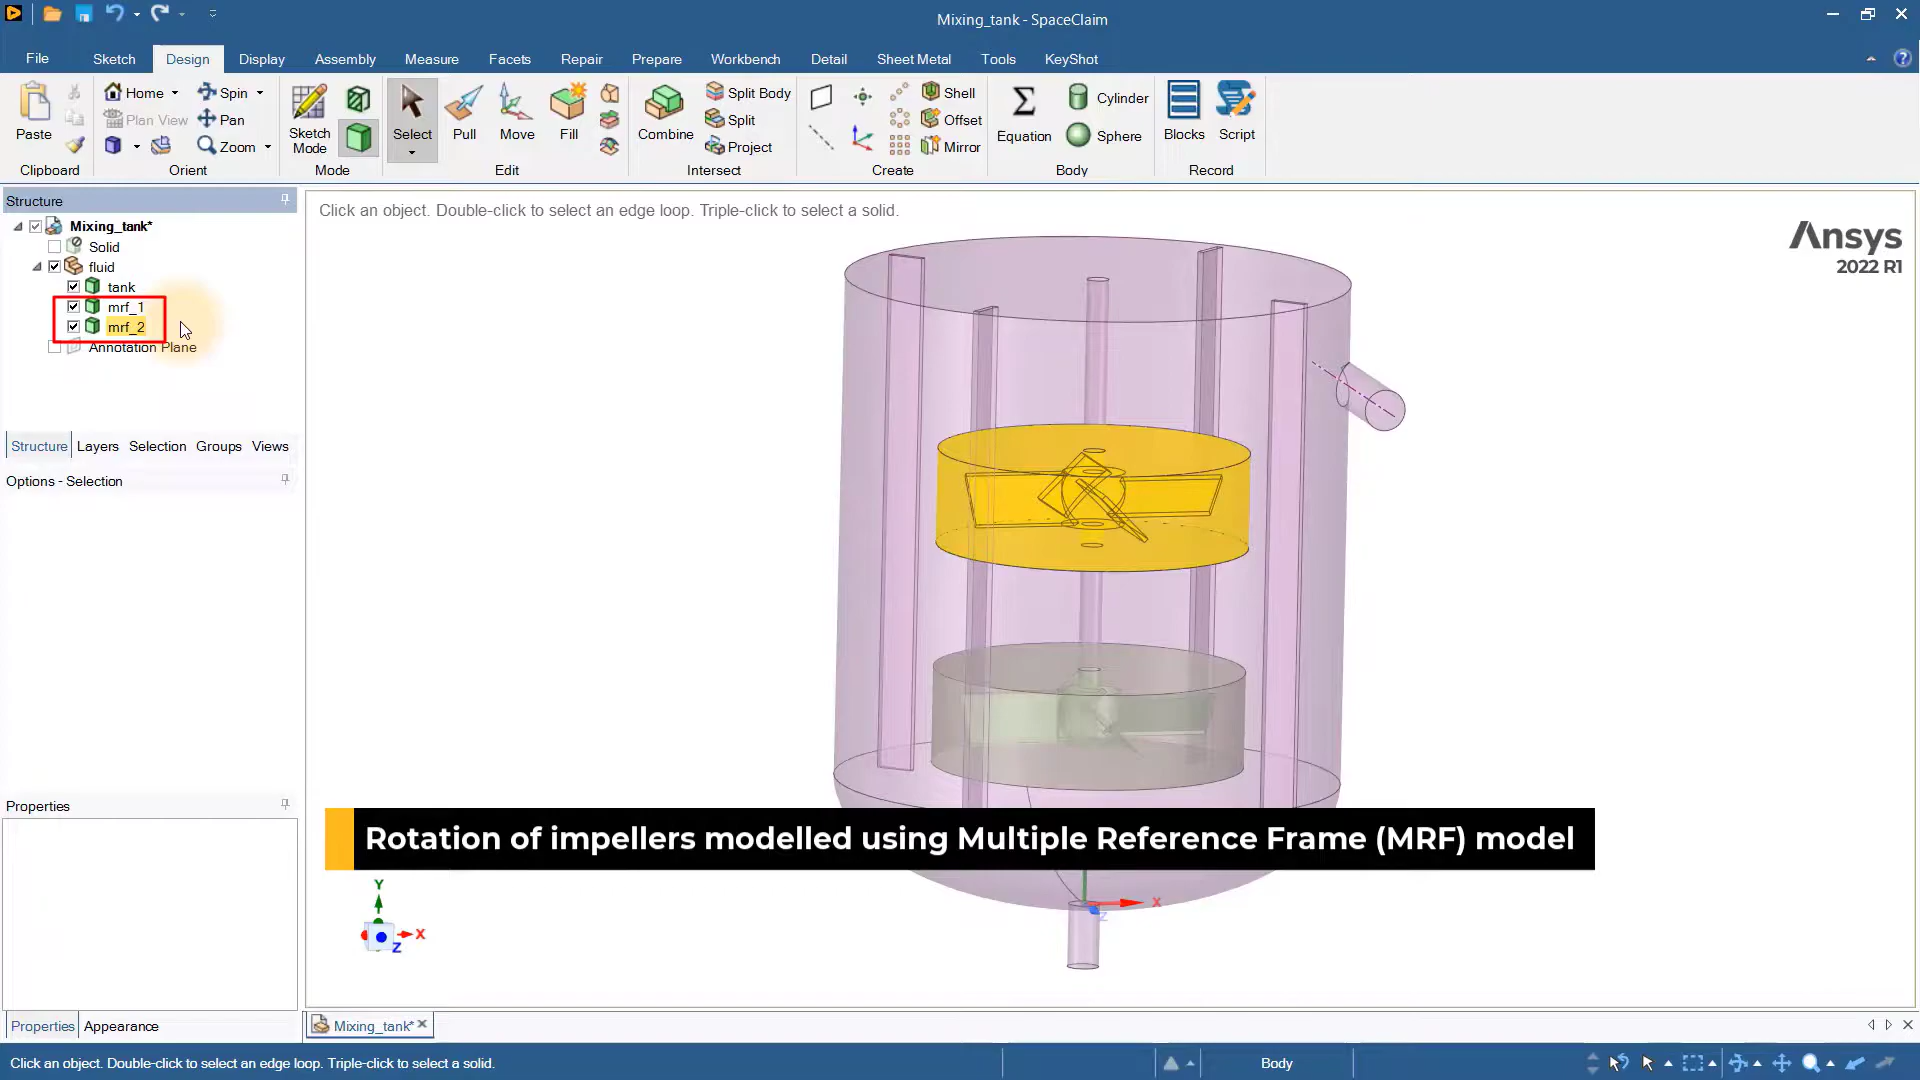 Mixing_tank - SpaceClaim
File Sketch Design Display Assembly Measure Facets Repair Prepare Workbench Detail Sheet Metal Tools KeyShot
Paste
Clipboard
Home Spin
Plan View Pan
Zoom
Orient
Sketch
Mode
Mode
Select Pull Move Fill
Edit
Combine
Split Body
Split
Project
Intersect
Shell
Offset
Mirror
Create
Equation
Cylinder
Sphere
Body
Blocks Script
Record
Structure
Mixing_tank*
Solid
fluid
tank
mrf_1
mrf_2
Annotation Plane
Structure Layers Selection Groups Views
Options - Selection
Properties
Properties Appearance
Click an object. Double-click to select an edge loop. Triple-click to select a solid.
Ansys
2022 R1
Rotation of impellers modelled using Multiple Reference Frame (MRF) model
Y
X
Z
X
Z
Mixing_tank*
Click an object. Double-click to select an edge loop. Triple-click to select a solid.
Body